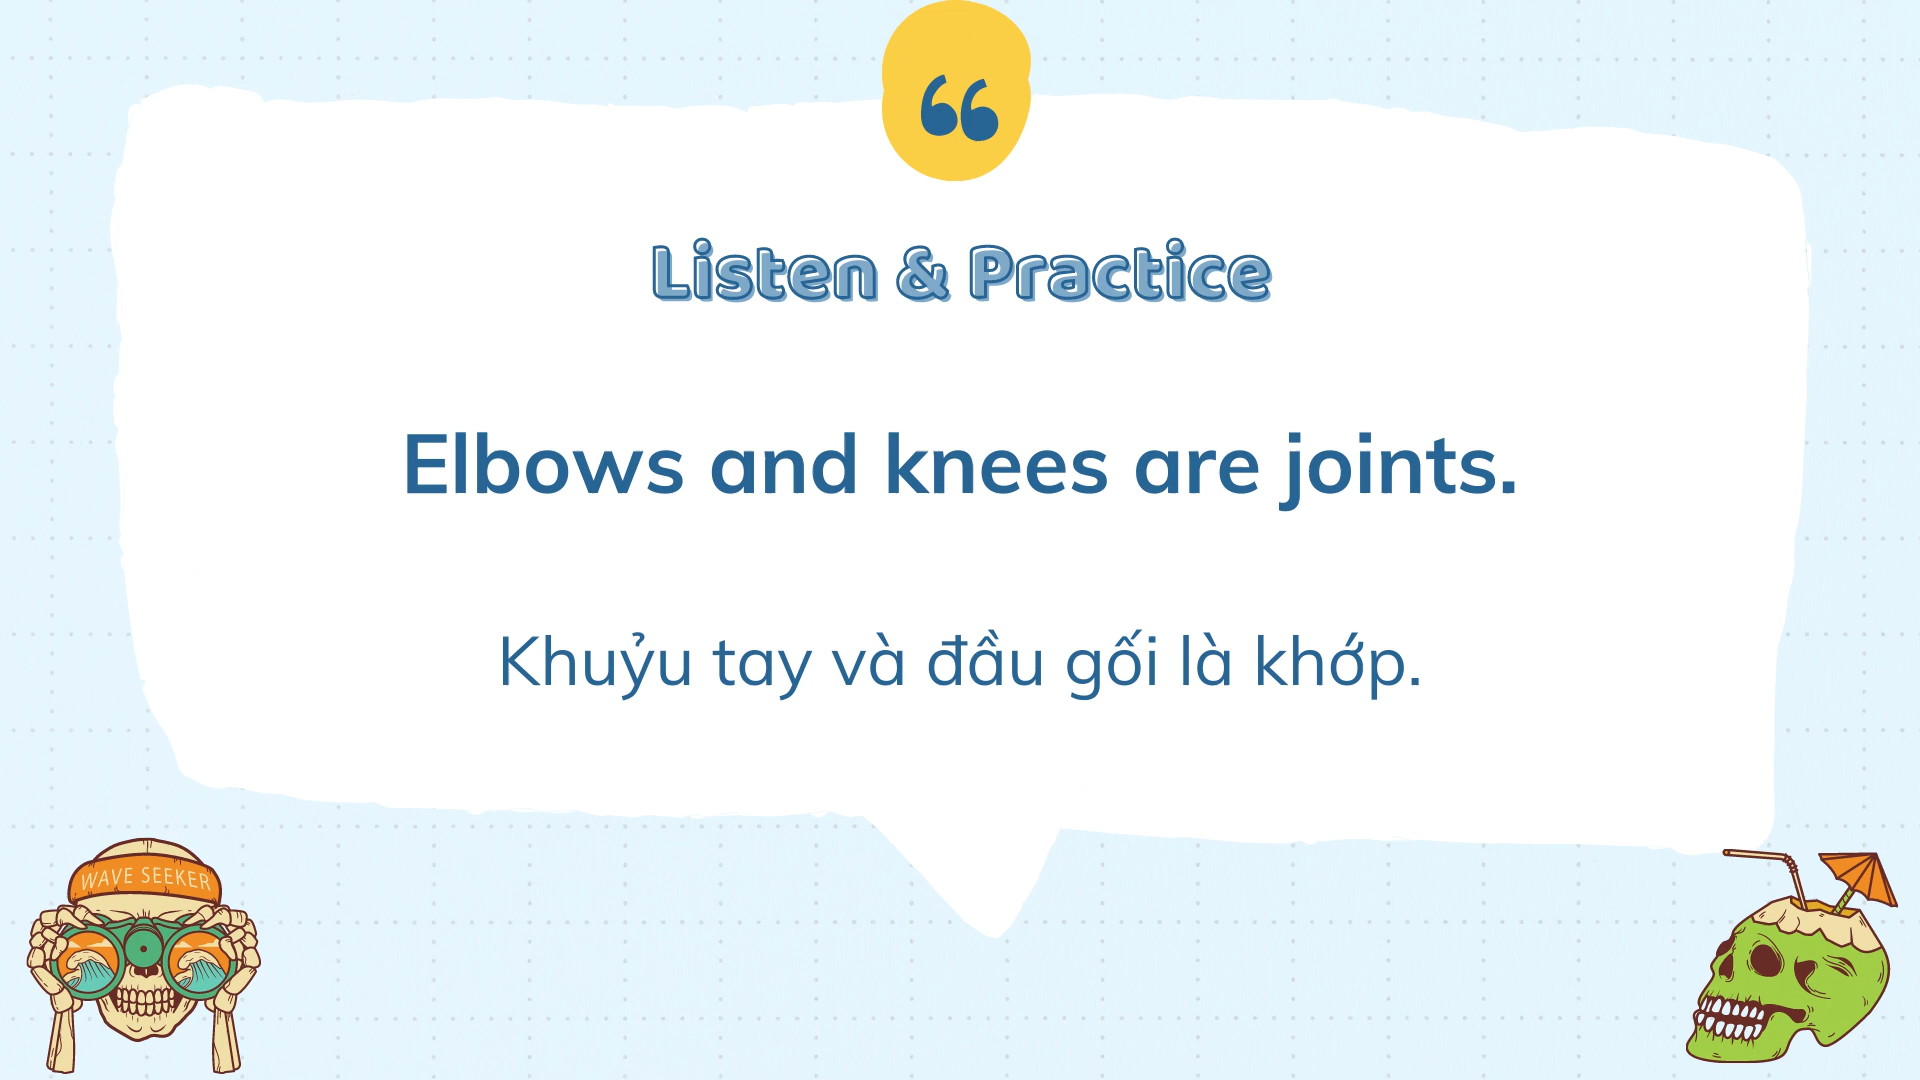 Listen & Practice
Elbows and knees are joints.
Khuỷu tay và đầu gối là khớp.
WAVE SEEKER